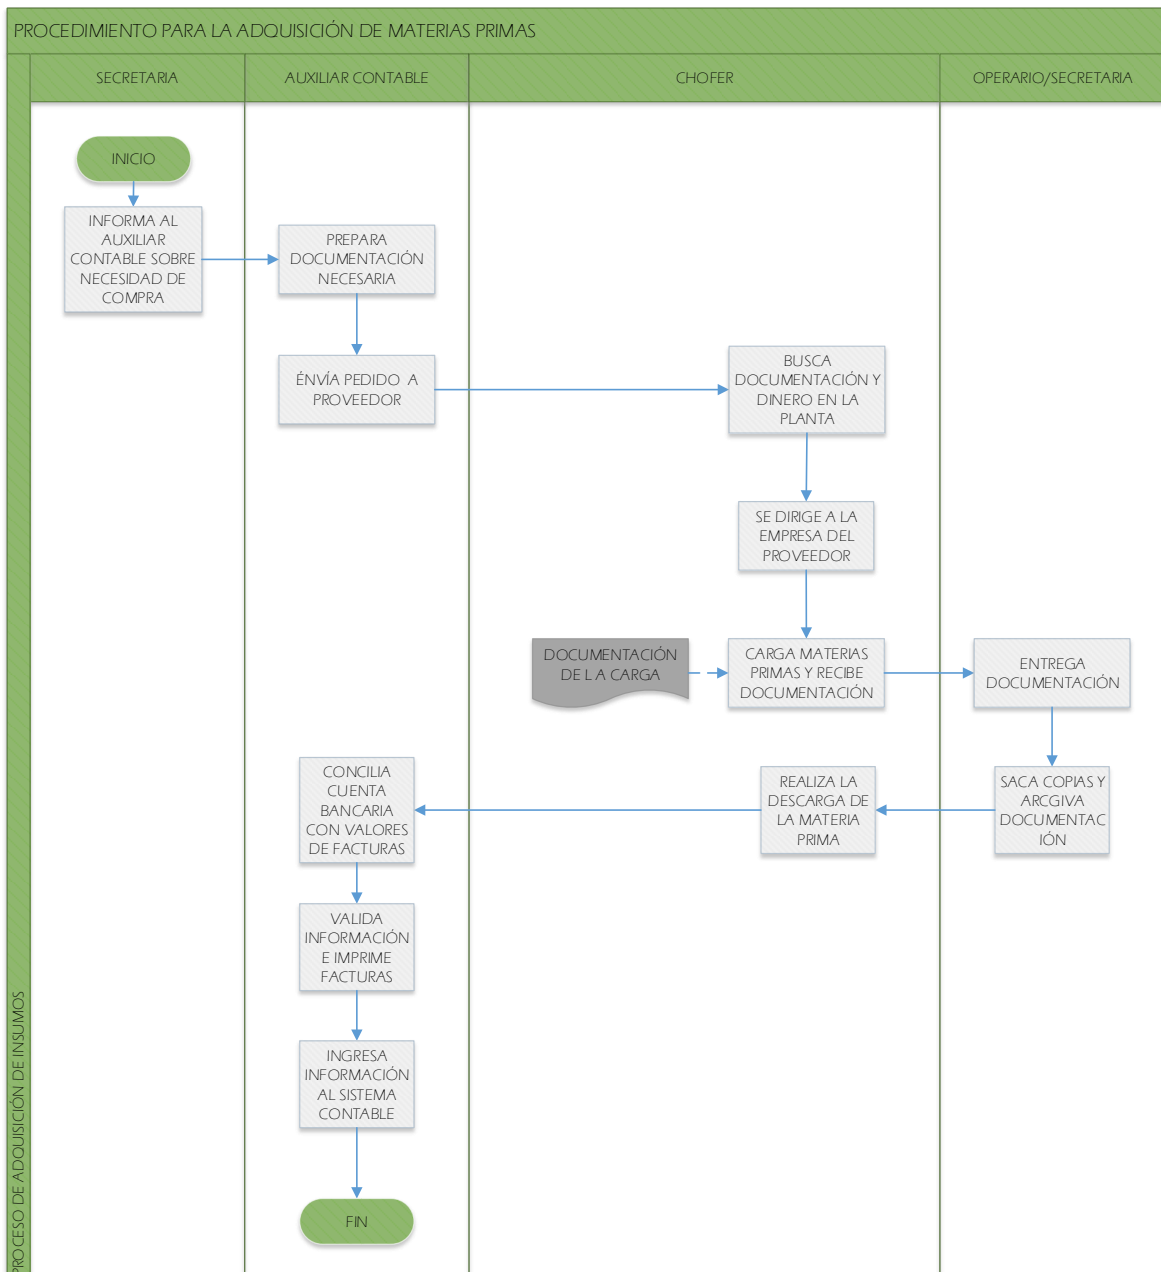 PROCEDIMIENTO PARA LA ADQUISICIÓN DE MATERIAS PRIMAS
SECRETARIA
AUXILIAR CONTABLE
CHOFER
OPERARIO/SECRETARIA
INICIO
INFORMA AL
AUXILIAR
CONTABLE SOBRE
NECESIDAD DE
COMPRA
PREPARA
DOCUMENTACIÓN
NECESARIA
ÉNVÍA PEDIDO A
PROVEEDOR
BUSCA
DOCUMENTACIÓN Y
DINERO EN LA
PLANTA
SE DIRIGE A LA
EMPRESA DEL
PROVEEDOR
DOCUMENTACIÓN
DE L A CARGA
CARGA MATERIAS
PRIMAS Y RECIBE
DOCUMENTACIÓN
ENTREGA
DOCUMENTACIÓN
SACA COPIAS Y
ARCGIVA
DOCUMENTAC
IÓN
REALIZA LA
DESCARGA DE
LA MATERIA
PRIMA
CONCILIA
CUENTA
BANCARIA
CON VALORES
DE FACTURAS
VALIDA
INFORMACIÓN
E IMPRIME
FACTURAS
INGRESA
INFORMACIÓN
AL SISTEMA
CONTABLE
FIN
PROCESO DE ADQUISICIÓN DE INSUMOS